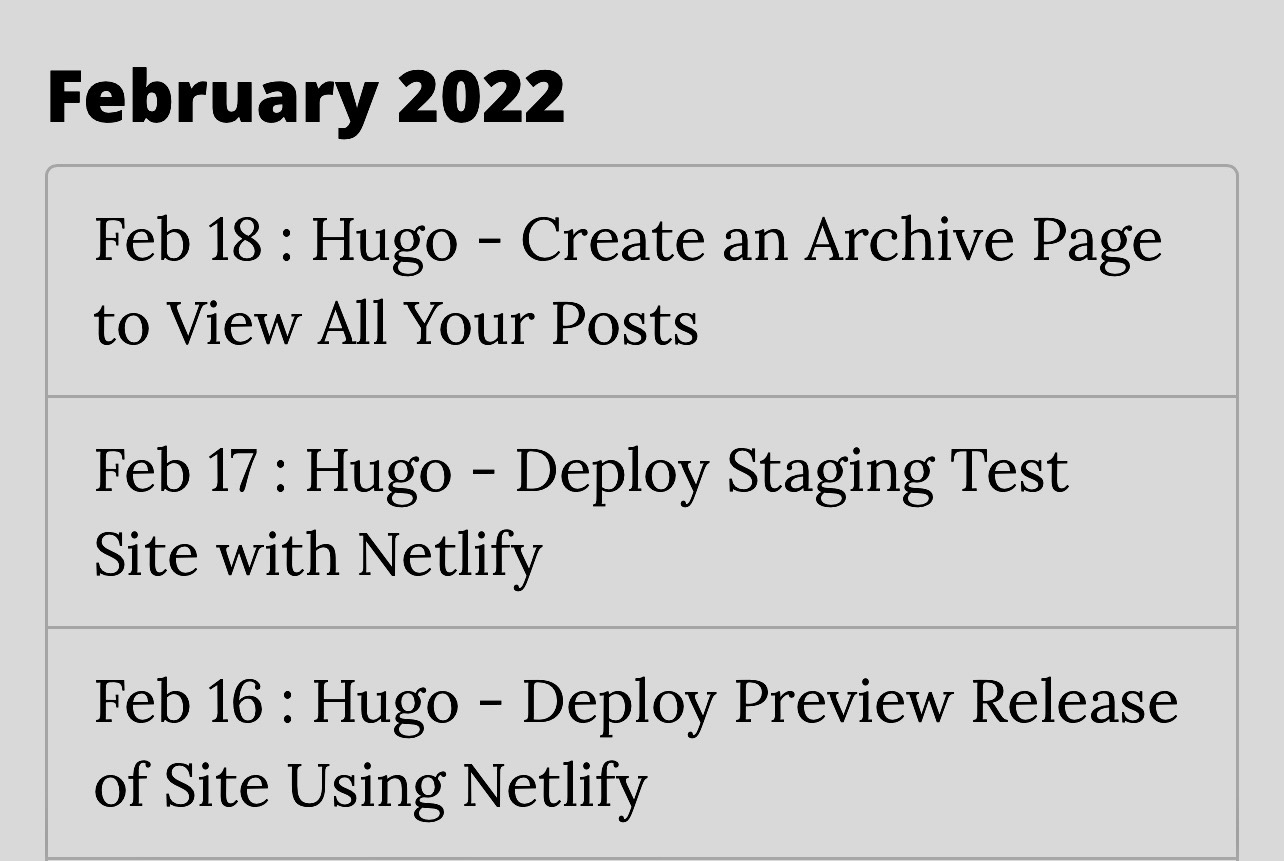 February 2022
Feb 18 : Hugo - Create an Archive Page
to View All Your Posts
Feb 17 : Hugo - Deploy Staging Test
Site with Netlify
Feb 16 : Hugo - Deploy Preview Release
of Site Using Netlify